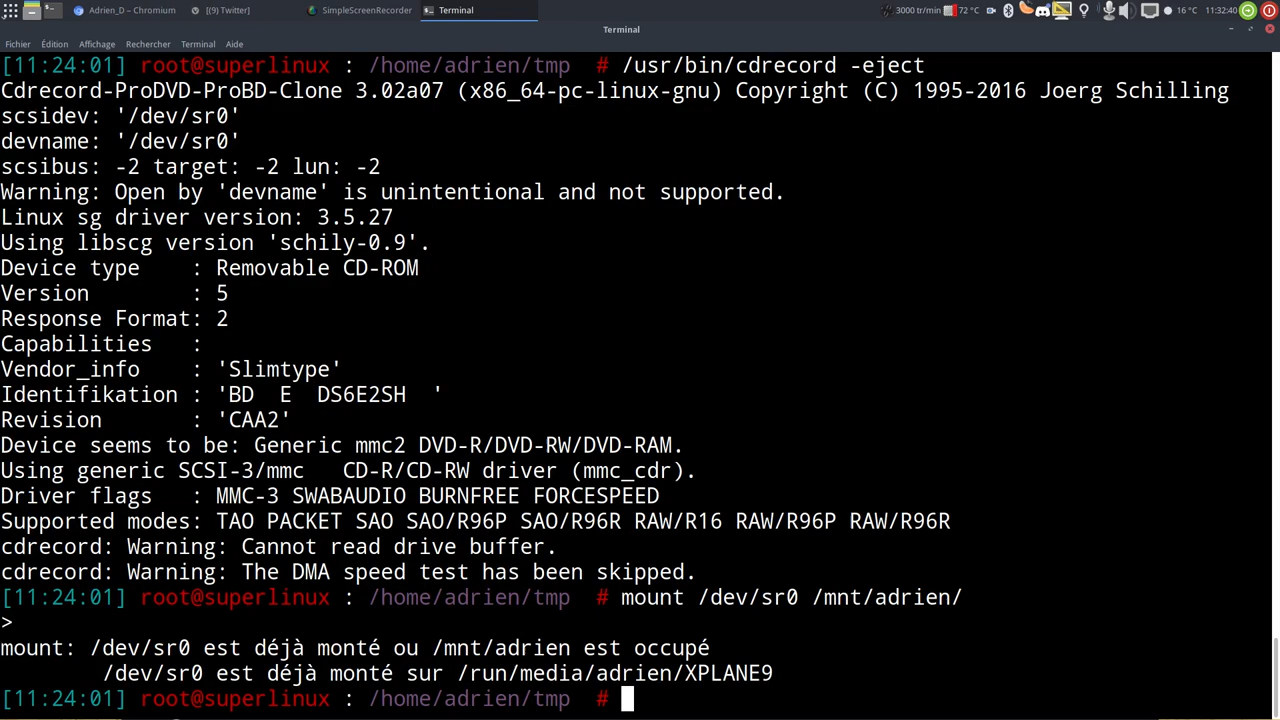 Adrien_D – Chromium
[(9) Twitter]
SimpleScreenRecorder
Terminal
3000 tr/min
72 °C
16 °C
11:32:40
Terminal
Fichier Édition Affichage Rechercher Terminal Aide
[11:24:01] root@superlinux : /home/adrien/tmp # /usr/bin/cdrecord -eject
Cdrecord-ProDVD-ProBD-Clone 3.02a07 (x86_64-pc-linux-gnu) Copyright (C) 1995-2016 Joerg Schilling
scsidev: '/dev/sr0'
devname: '/dev/sr0'
scsibus: -2 target: -2 lun: -2
Warning: Open by 'devname' is unintentional and not supported.
Linux sg driver version: 3.5.27
Using libscg version 'schily-0.9'.
Device type    : Removable CD-ROM
Version        : 5
Response Format: 2
Capabilities   :
Vendor_info    : 'Slimtype'
Identifikation : 'BD  E  DS6E2SH  '
Revision       : 'CAA2'
Device seems to be: Generic mmc2 DVD-R/DVD-RW/DVD-RAM.
Using generic SCSI-3/mmc   CD-R/CD-RW driver (mmc_cdr).
Driver flags   : MMC-3 SWABAUDIO BURNFREE FORCESPEED
Supported modes: TAO PACKET SAO SAO/R96P SAO/R96R RAW/R16 RAW/R96P RAW/R96R
cdrecord: Warning: Cannot read drive buffer.
cdrecord: Warning: The DMA speed test has been skipped.
[11:24:01] root@superlinux : /home/adrien/tmp # mount /dev/sr0 /mnt/adrien/
>
mount: /dev/sr0 est déjà monté ou /mnt/adrien est occupé
/dev/sr0 est déjà monté sur /run/media/adrien/XPLANE9
[11:24:01] root@superlinux : /home/adrien/tmp #